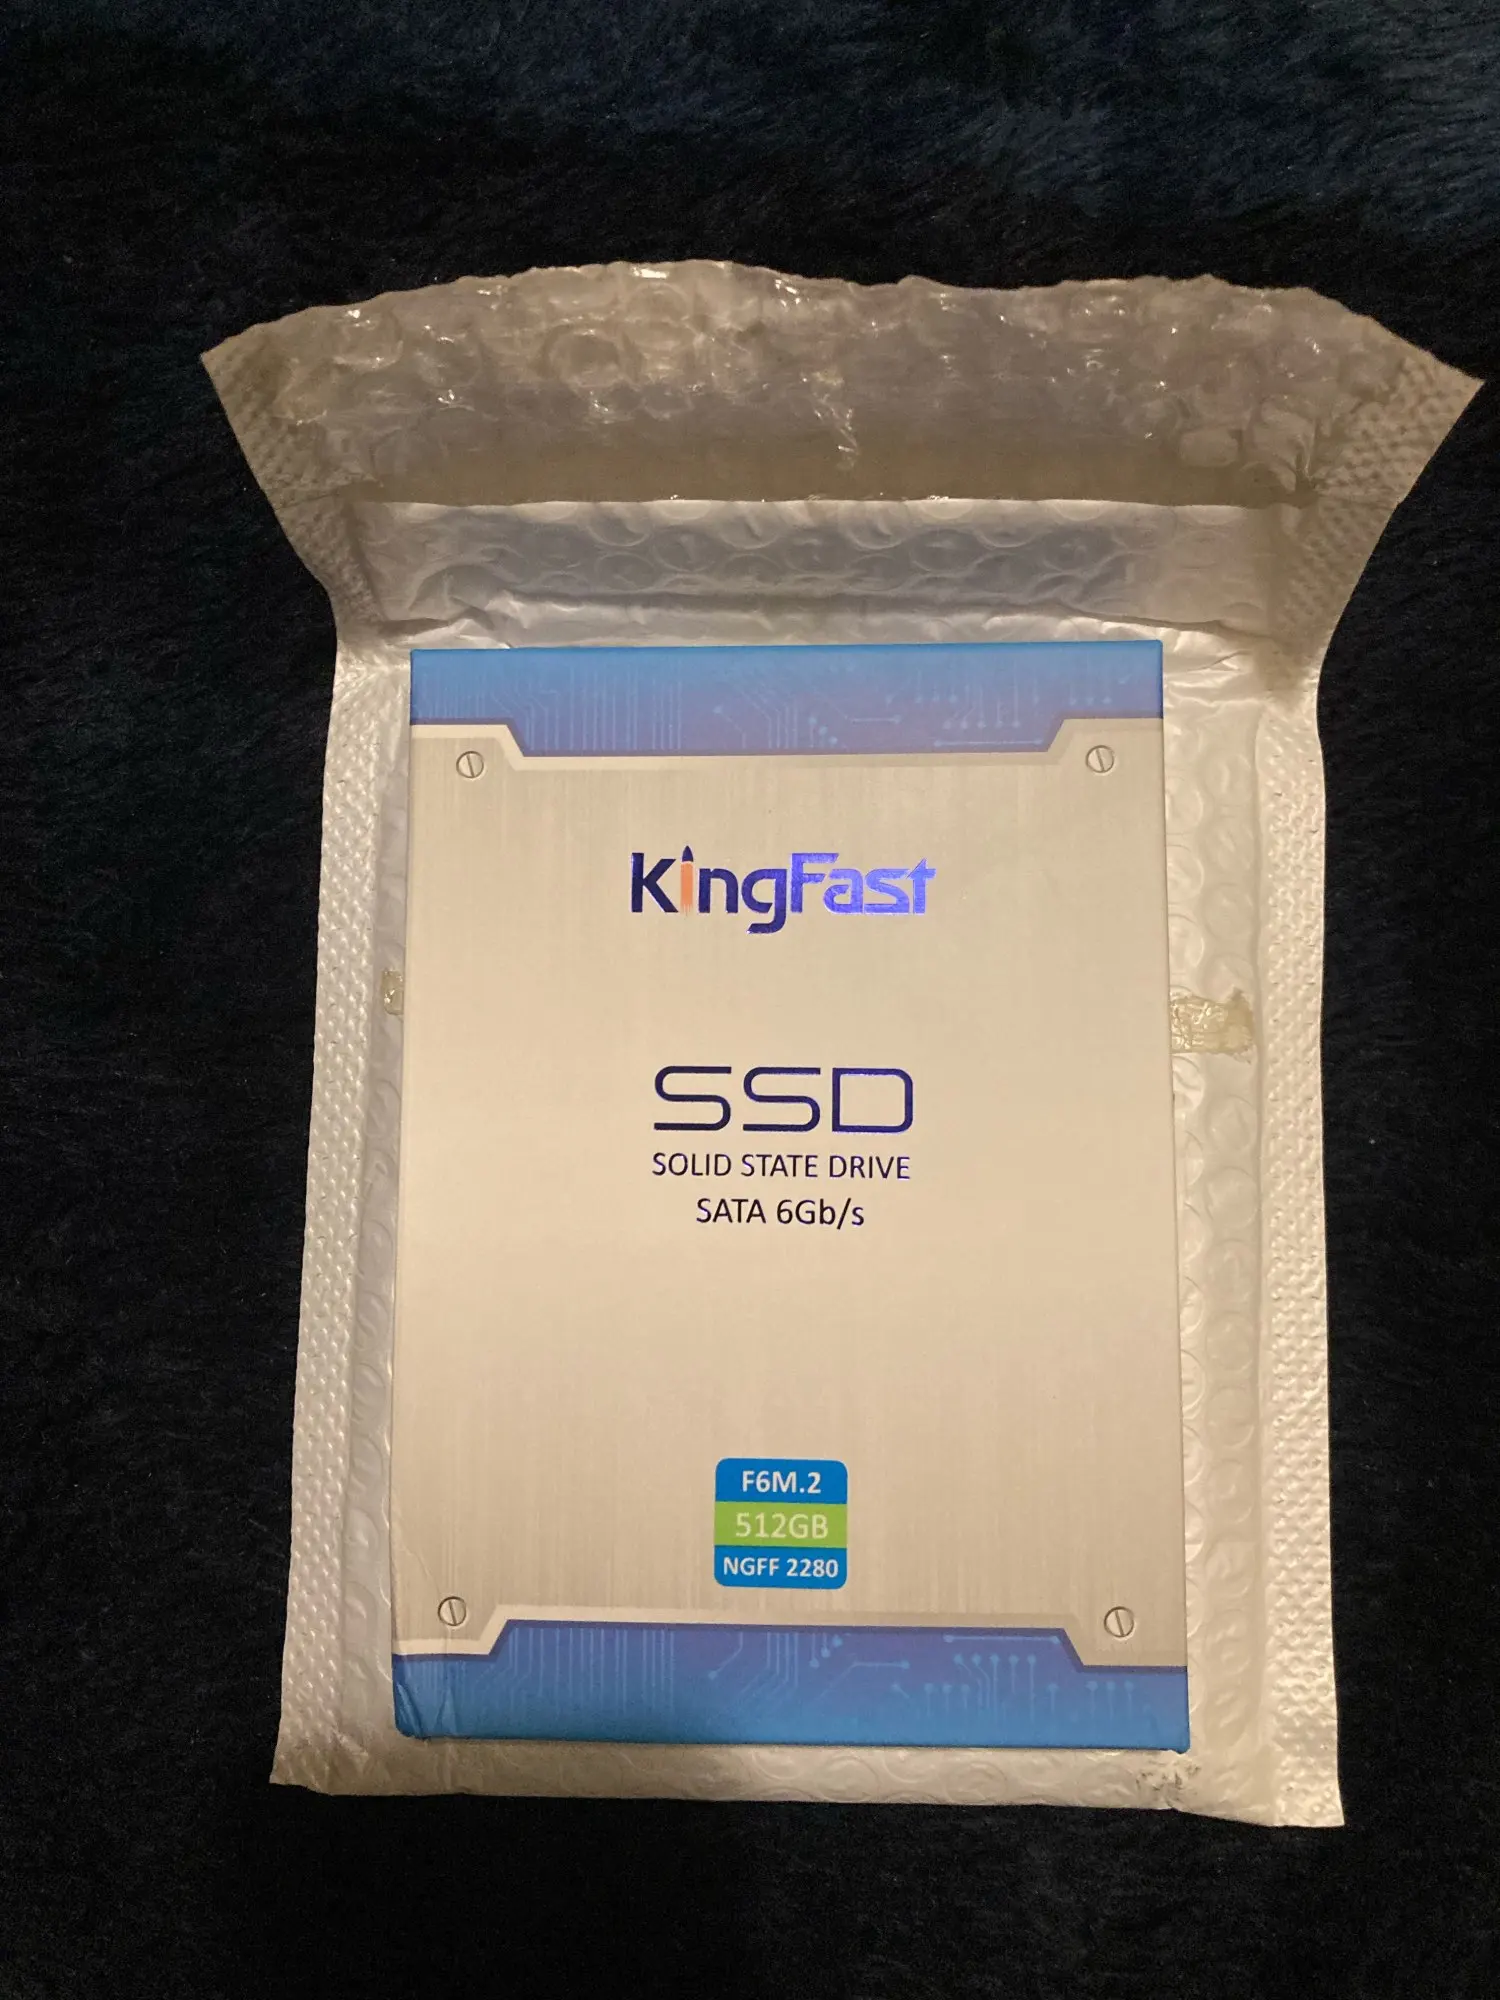 KingFast
SSD
SOLID STATE DRIVE
SATA 6Gb/s
F6M.2
512GB
NGFF 2280